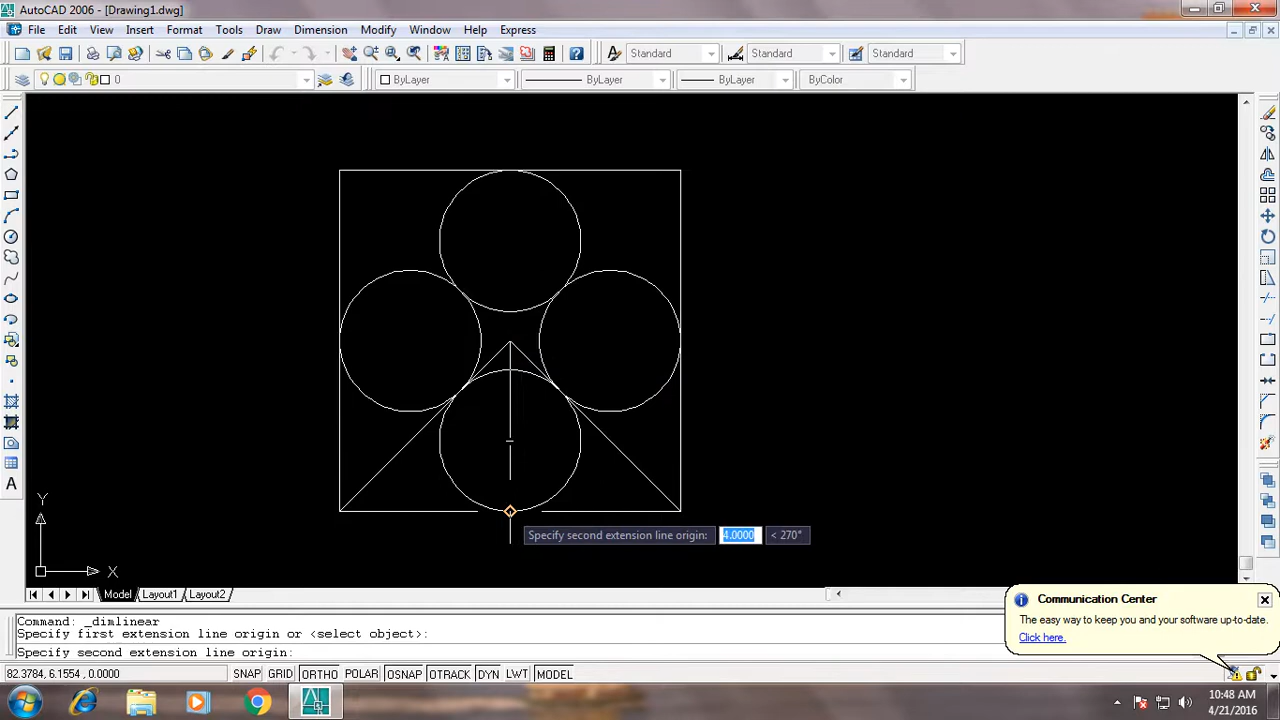 AutoCAD 2006 - [Drawing1.dwg]
File Edit View Insert Format Tools Draw Dimension Modify Window Help Express
Standard Standard Standard
0 ByLayer ByLayer ByLayer ByColor
Specify second extension line origin: 4.0000 < 270°
Y
X
A
Model Layout1 Layout2
Communication Center
The easy way to keep you and your software up-to-date.
Click here.
Command: _dimlinear
Specify first extension line origin or <select object>:
Specify second extension line origin:
82.3784, 6.1554 , 0.0000 SNAP GRID ORTHO POLAR OSNAP OTRACK DYN LWT MODEL
10:48 AM
4/21/2016